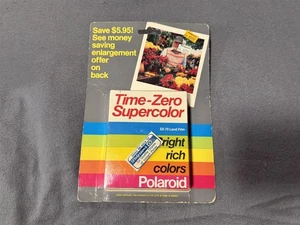 Save $5.95!
See money
saving
enlargement
offer
on
back
Time-Zero
Supercolor
SX-70 Land Film
right
rich
colors
Polaroid